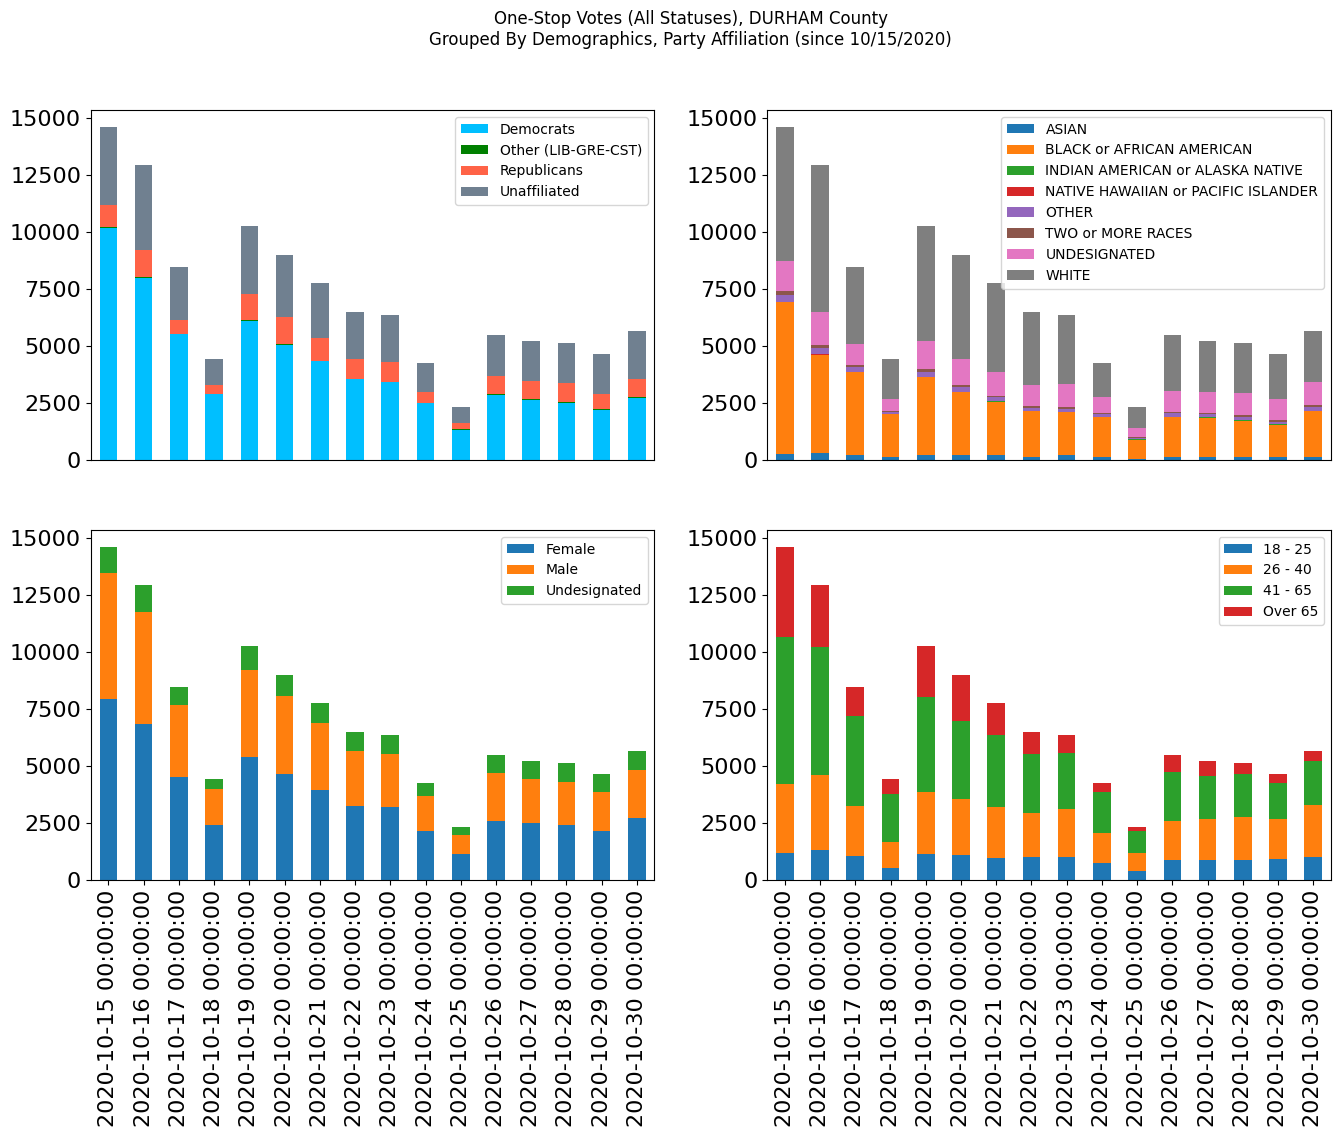 One-Stop Votes (All Statuses), DURHAM County
Grouped By Demographics, Party Affiliation (since 10/15/2020)
15000
12500
10000
7500
5000
2500
0
Democrats
Other (LIB-GRE-CST)
Republicans
Unaffiliated
15000
12500
10000
7500
5000
2500
0
ASIAN
BLACK or AFRICAN AMERICAN
INDIAN AMERICAN or ALASKA NATIVE
NATIVE HAWAIIAN or PACIFIC ISLANDER
OTHER
TWO or MORE RACES
UNDESIGNATED
WHITE
15000
12500
10000
7500
5000
2500
0
Female
Male
Undesignated
2020-10-15 00:00:00
2020-10-16 00:00:00
2020-10-17 00:00:00
2020-10-18 00:00:00
2020-10-19 00:00:00
2020-10-20 00:00:00
2020-10-21 00:00:00
2020-10-22 00:00:00
2020-10-23 00:00:00
2020-10-24 00:00:00
2020-10-25 00:00:00
2020-10-26 00:00:00
2020-10-27 00:00:00
2020-10-28 00:00:00
2020-10-29 00:00:00
2020-10-30 00:00:00
15000
12500
10000
7500
5000
2500
0
18 - 25
26 - 40
41 - 65
Over 65
2020-10-15 00:00:00
2020-10-16 00:00:00
2020-10-17 00:00:00
2020-10-18 00:00:00
2020-10-19 00:00:00
2020-10-20 00:00:00
2020-10-21 00:00:00
2020-10-22 00:00:00
2020-10-23 00:00:00
2020-10-24 00:00:00
2020-10-25 00:00:00
2020-10-26 00:00:00
2020-10-27 00:00:00
2020-10-28 00:00:00
2020-10-29 00:00:00
2020-10-30 00:00:00